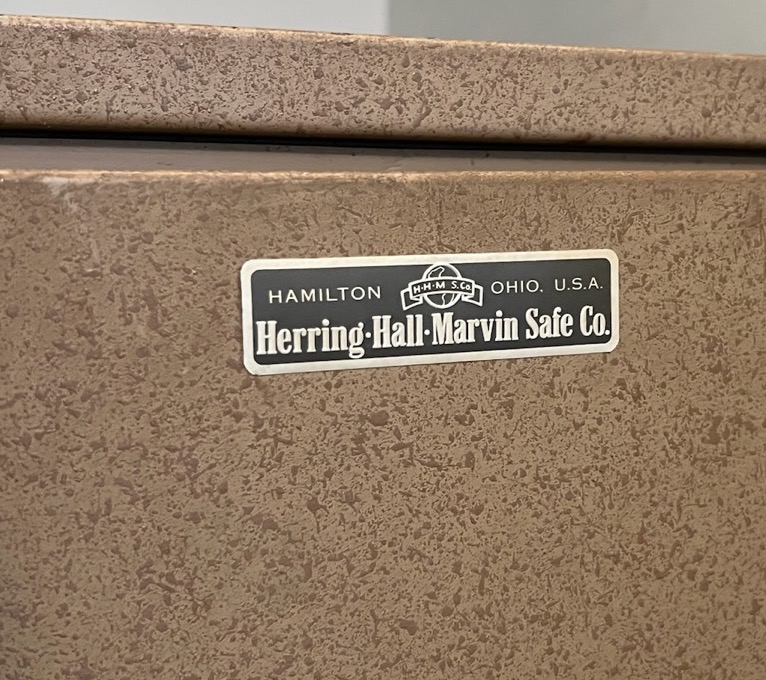 HAMILTON H·H·M S.Co. OHIO, U.S.A.
Herring·Hall·Marvin Safe Co.